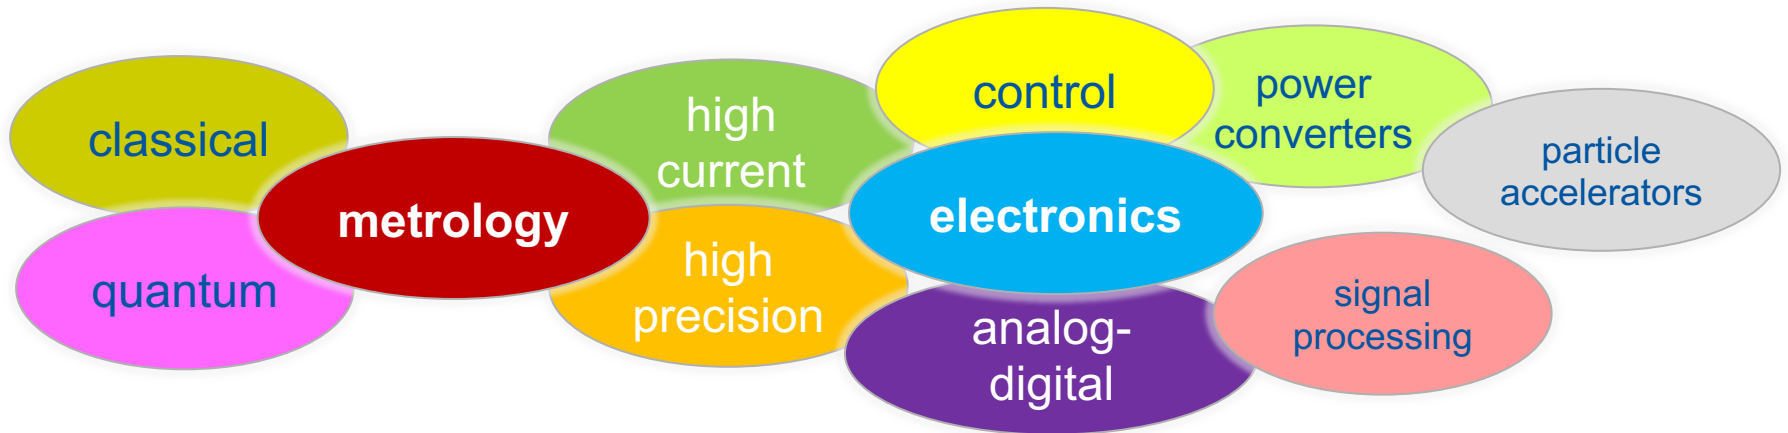 classical
quantum
metrology
high
current
high
precision
control
electronics
analog-
digital
power
converters
signal
processing
particle
accelerators